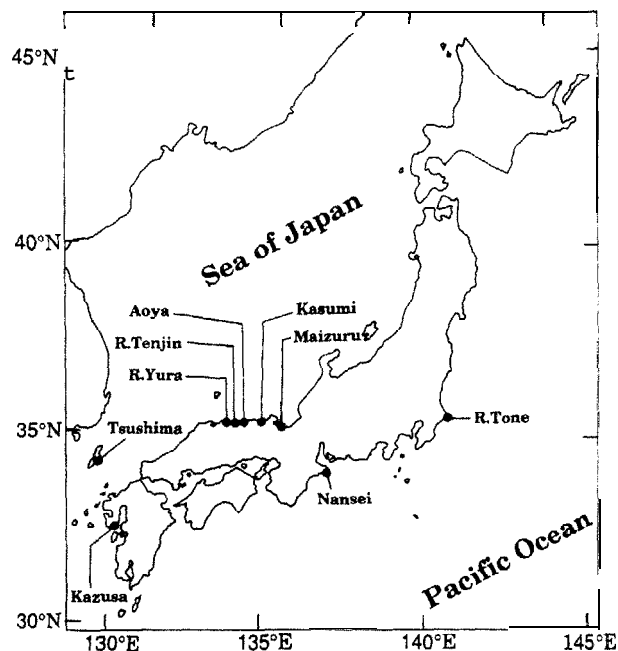 45°N
t
Sea of Japan
40°N
Aoya
Kasumi
R.Tenjin
Maizuru
R.Yura
35°N
Tsushima
R.Tone
Nansei
Pacific Ocean
Kazusa
30°N
130°E
135°E
140°E
145°E